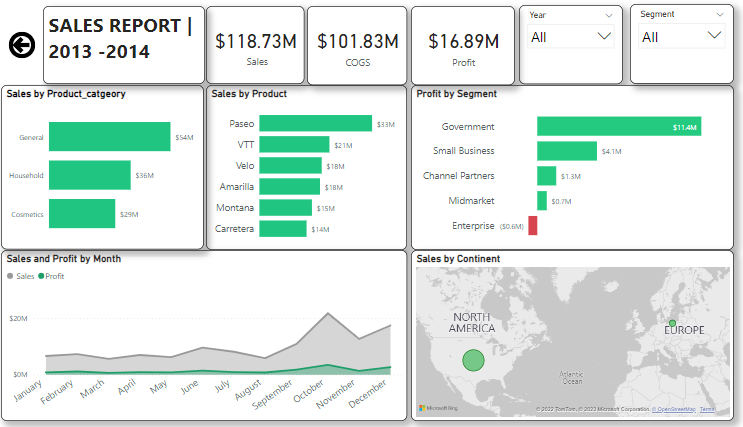 SALES REPORT |
2013 -2014
$118.73M
Sales
$101.83M
COGS
$16.89M
Profit
Year
All
Segment
All
Sales by Product_catgeory
General
$54M
Household
$36M
Cosmetics
$29M
Sales by Product
Paseo
$33M
VTT
$21M
Velo
$18M
Amarilla
$18M
Montana
$15M
Carretera
$14M
Profit by Segment
Government
$11.4M
Small Business
$4.1M
Channel Partners
$1.3M
Midmarket
$0.7M
Enterprise
($0.6M)
Sales and Profit by Month
Sales
Profit
$20M
$0M
January
February
March
April
May
June
July
August
September
October
November
December
Sales by Continent
NORTH
AMERICA
EUROPE
Atlantic
Ocean
Microsoft Bing
© 2022 TomTom, © 2023 Microsoft Corporation, © OpenStreetMap Terms